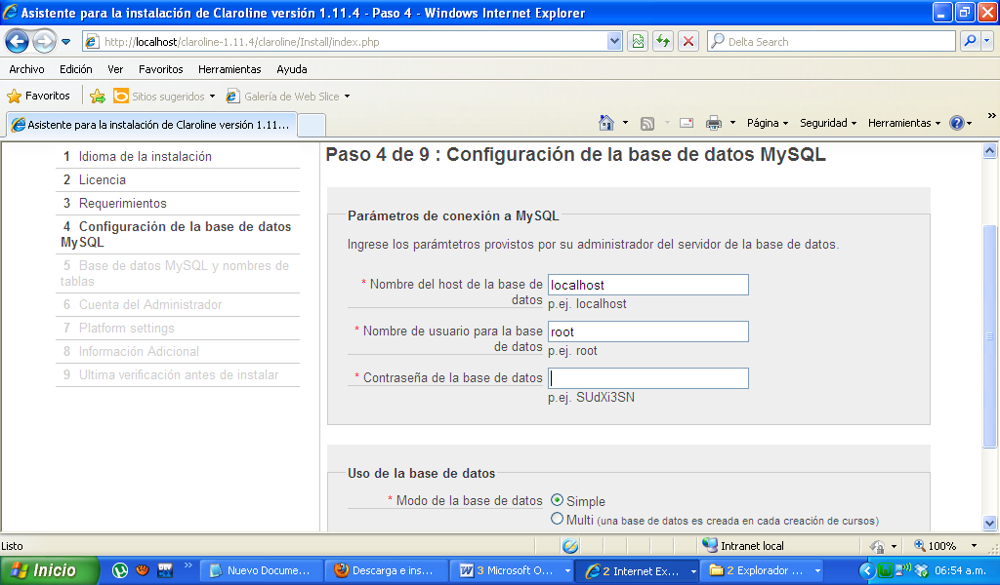 Asistente para la instalación de Claroline versión 1.11.4 - Paso 4 - Windows Internet Explorer
http://localhost/claroline-1.11.4/claroline/Install/index.php
Delta Search
Archivo Edición Ver Favoritos Herramientas Ayuda
Favoritos Sitios sugeridos Galería de Web Slice
Asistente para la instalación de Claroline versión 1.11...
Página Seguridad Herramientas »
1 Idioma de la instalación
2 Licencia
3 Requerimientos
4 Configuración de la base de datos
MySQL
5 Base de datos MySQL y nombres de
tablas
6 Cuenta del Administrador
7 Platform settings
8 Información Adicional
9 Ultima verificación antes de instalar
Paso 4 de 9 : Configuración de la base de datos MySQL
Parámetros de conexión a MySQL
Ingrese los parámtetros provistos por su administrador del servidor de la base de datos.
* Nombre del host de la base de
datos
localhost
p.ej. localhost
* Nombre de usuario para la base
de datos
root
p.ej. root
* Contraseña de la base de datos
p.ej. SUdXi3SN
Uso de la base de datos
* Modo de la base de datos
Simple
Multi (una base de datos es creada en cada creación de cursos)
Listo
Intranet local
100%
Inicio
»
Nuevo Docume...
Descarga e ins...
3 Microsoft O...
2 Internet Ex...
2 Explorador ...
06:54 a.m.